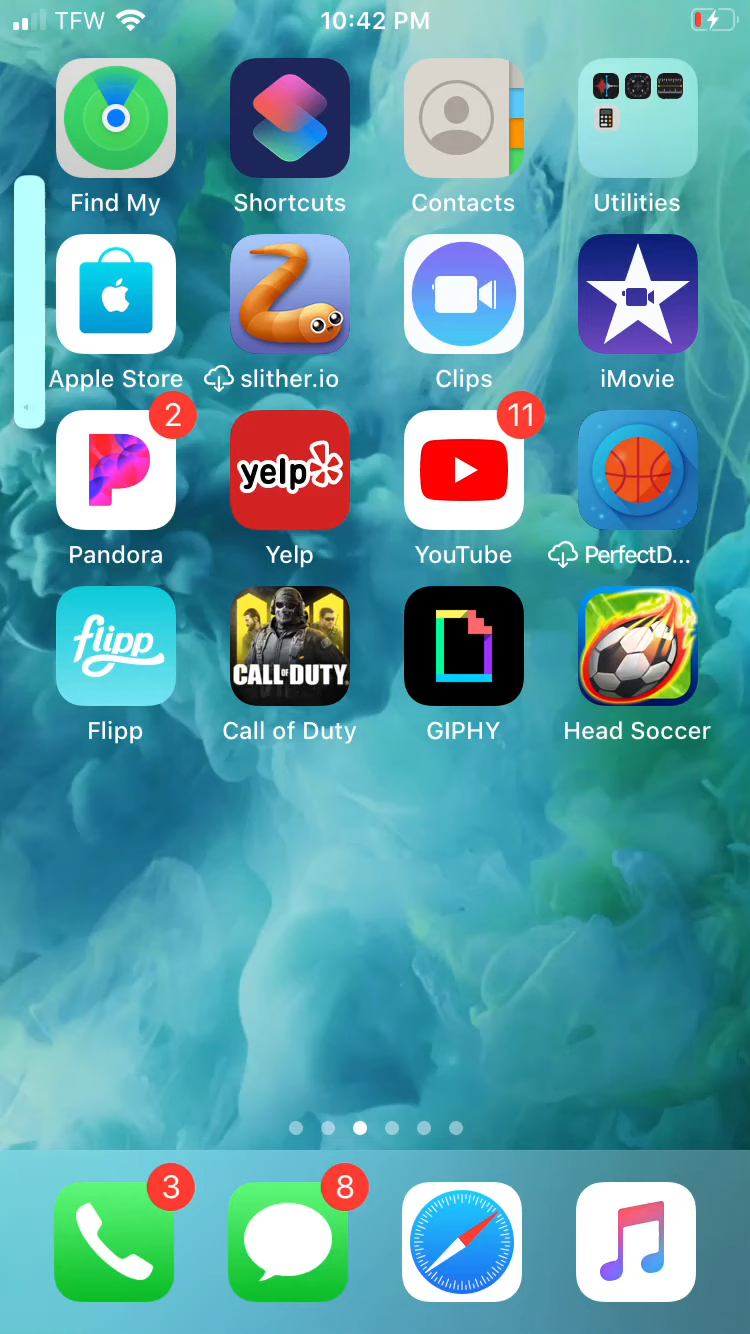 TFW 10:42 PM
Find My Shortcuts Contacts Utilities
Apple Store slither.io Clips iMovie
2 11
yelp
Pandora Yelp YouTube PerfectD...
flipp CALL OF DUTY
Flipp Call of Duty GIPHY Head Soccer
3 8